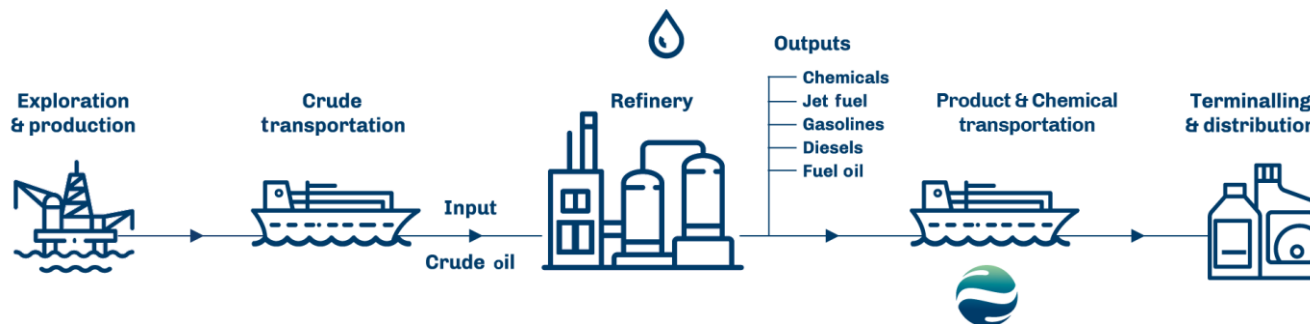 Exploration
& production
Crude
transportation
Input
Crude oil
Refinery
Outputs
Chemicals
Jet fuel
Gasolines
Diesels
Fuel oil
Product & Chemical
transportation
Terminalling
& distribution